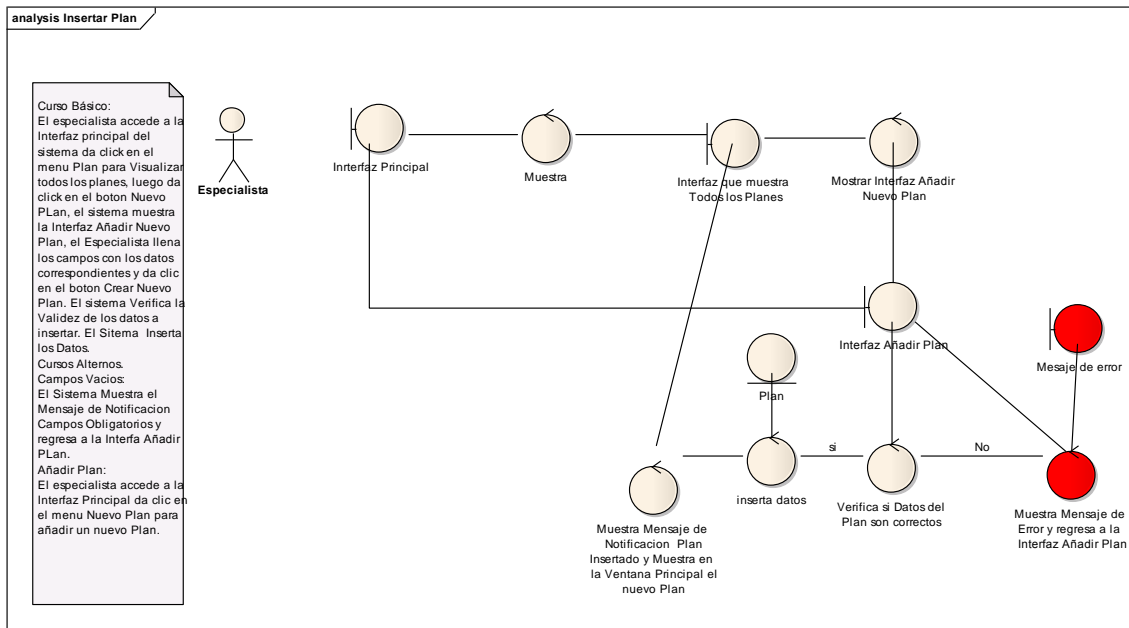 analysis Insertar Plan
Curso Básico:
El especialista accede a la
Interfaz principal del
sistema da click en el
menu Plan para Visualizar
todos los planes, luego da
click en el boton Nuevo
PLan, el sistema muestra
la Interfaz Añadir Nuevo
Plan, el Especialista llena
los campos con los datos
correspondientes y da clic
en el boton Crear Nuevo
Plan. El sistema Verifica la
Validez de los datos a
insertar. El Sitema Inserta
los Datos.
Cursos Alternos.
Campos Vacios:
El Sistema Muestra el
Mensaje de Notificacion
Campos Obligatorios y
regresa a la Interfa Añadir
PLan.
Añadir Plan:
El especialista accede a la
Interfaz Principal da clic en
el menu Nuevo Plan para
añadir un nuevo Plan.
Especialista
Inrterfaz Principal
Muestra
Interfaz que muestra
Todos los Planes
Mostrar Interfaz Añadir
Nuevo Plan
Interfaz Añadir Plan
Mesaje de error
Plan
si
No
inserta datos
Verifica si Datos del
Plan son correctos
Muestra Mensaje de
Error y regresa a la
Interfaz Añadir Plan
Muestra Mensaje de
Notificacion Plan
Insertado y Muestra en
la Ventana Principal el
nuevo Plan